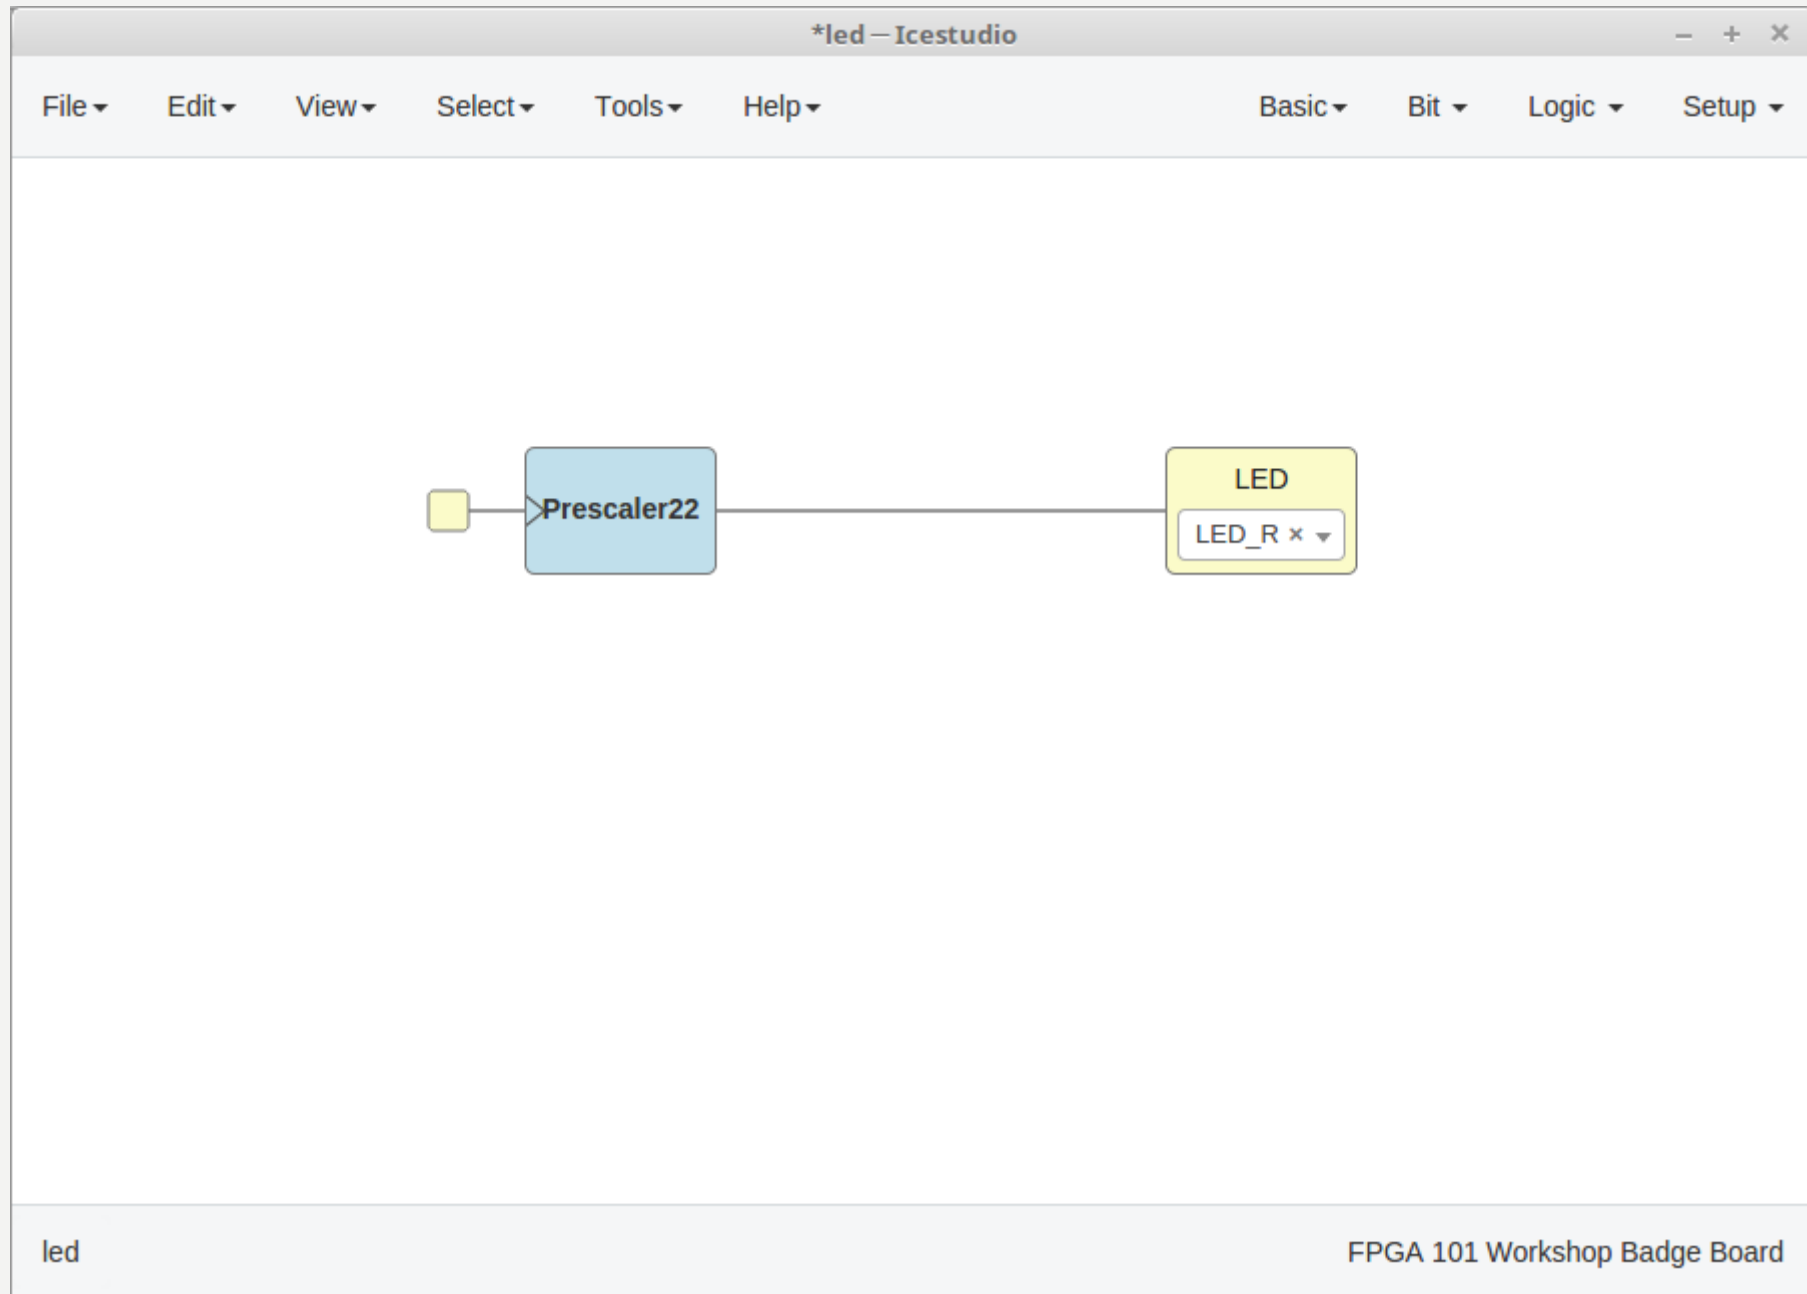 *led — Icestudio
File Edit View Select Tools Help Basic Bit Logic Setup
Prescaler22
LED
LED_R
led
FPGA 101 Workshop Badge Board